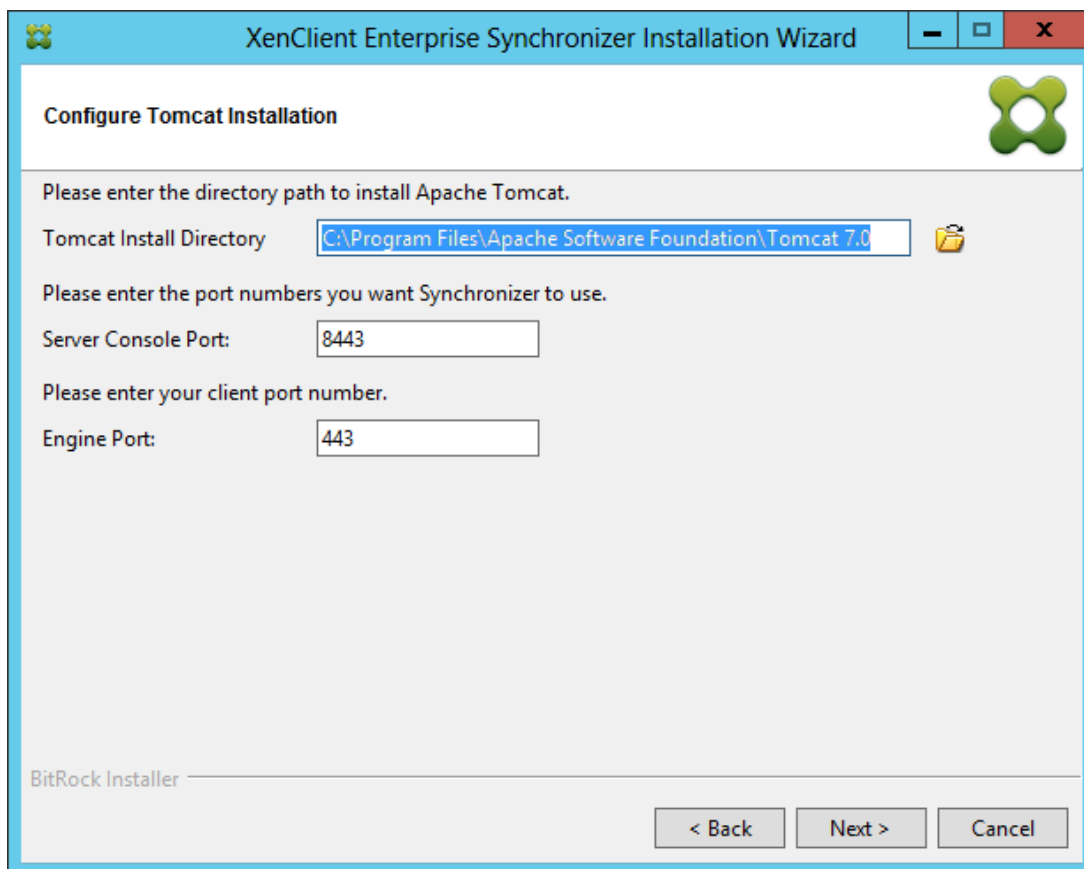 XenClient Enterprise Synchronizer Installation Wizard
Configure Tomcat Installation
Please enter the directory path to install Apache Tomcat.
Tomcat Install Directory C:\Program Files\Apache Software Foundation\Tomcat 7.0
Please enter the port numbers you want Synchronizer to use.
Server Console Port: 8443
Please enter your client port number.
Engine Port: 443
BitRock Installer
< Back Next > Cancel